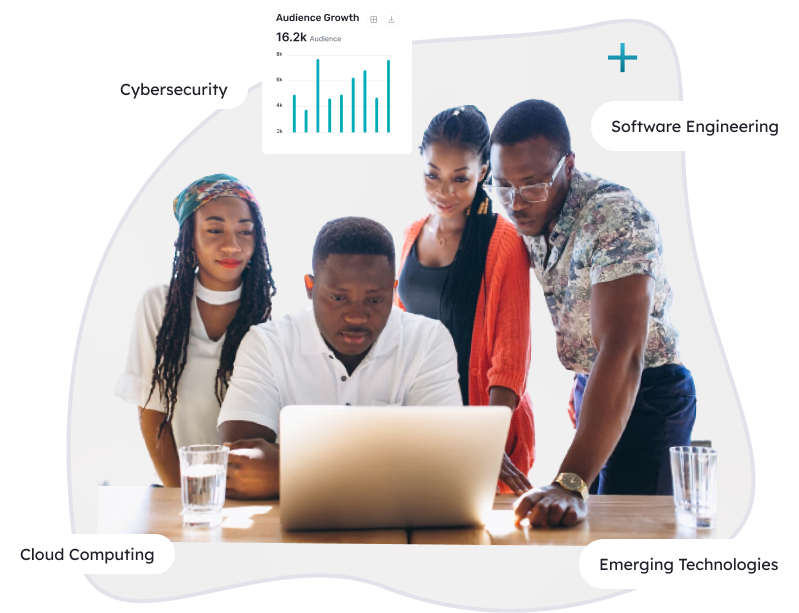 Audience Growth
16.2k Audience
8k
6k
4k
2k
Cybersecurity
Software Engineering
Cloud Computing
Emerging Technologies